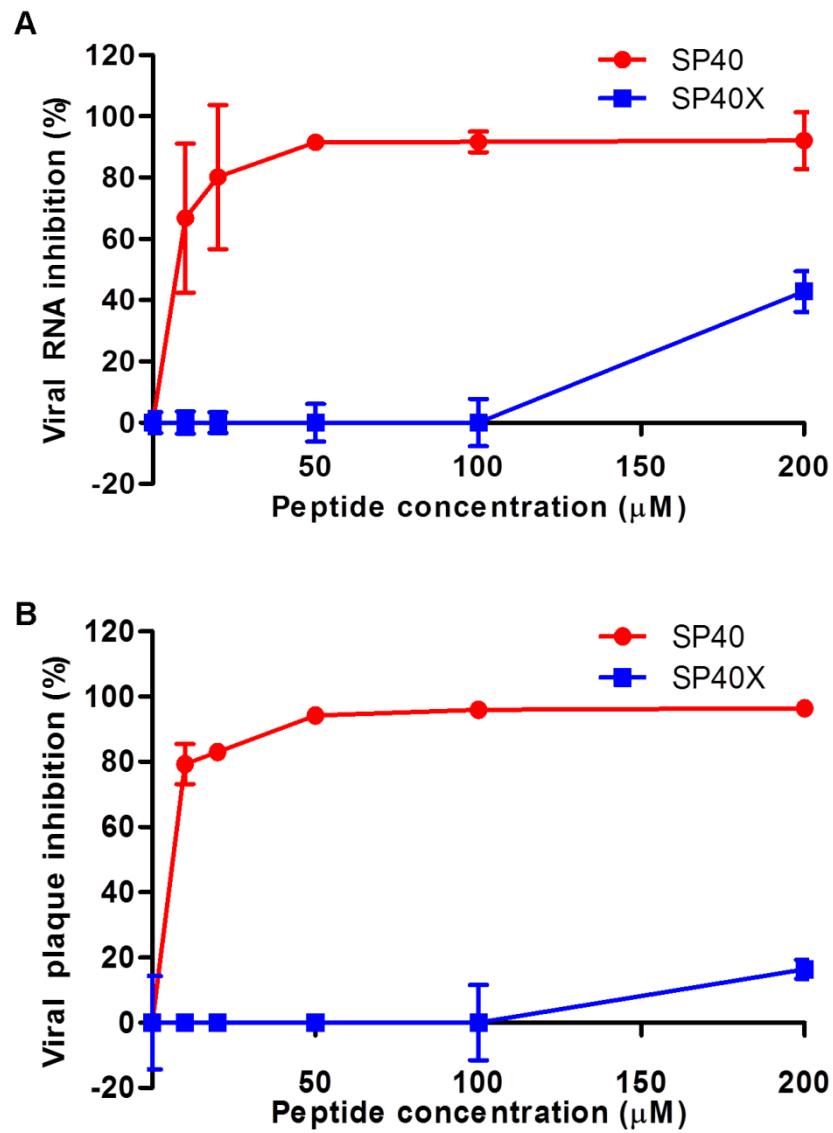 A
120
100
80
60
40
20
0
-20
Viral RNA inhibition (%)
SP40
SP40X
50
100
150
200
Peptide concentration (μM)
B
120
100
80
60
40
20
0
-20
Viral plaque inhibition (%)
SP40
SP40X
50
100
150
200
Peptide concentration (μM)